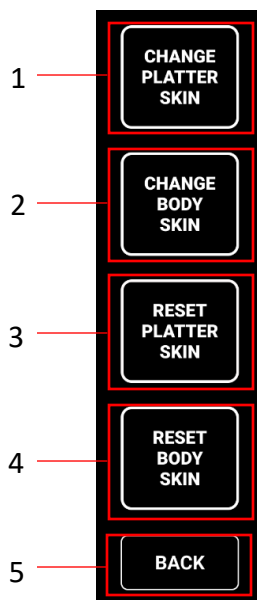 1
CHANGE
PLATTER
SKIN
2
CHANGE
BODY
SKIN
3
RESET
PLATTER
SKIN
4
RESET
BODY
SKIN
5
BACK